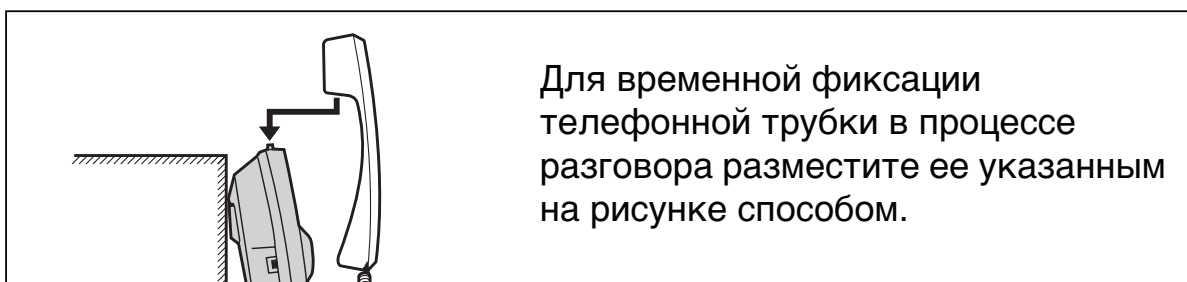 Для временной фиксации
телефонной трубки в процессе
разговора разместите ее указанным
на рисунке способом.